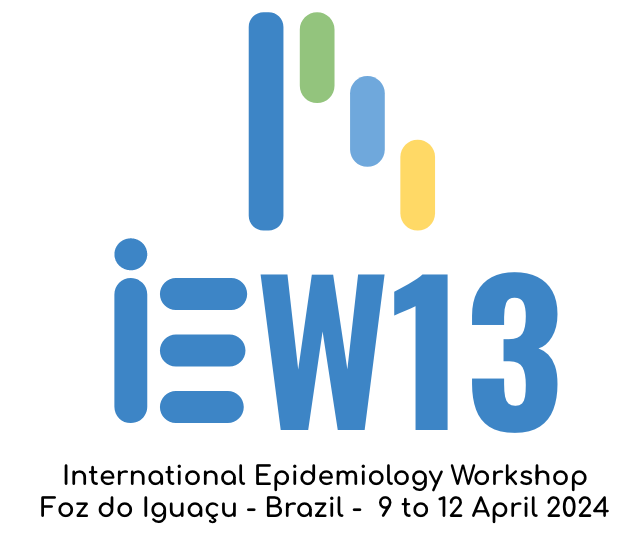 iEW13
International Epidemiology Workshop
Foz do Iguaçu - Brazil -  9 to 12 April 2024